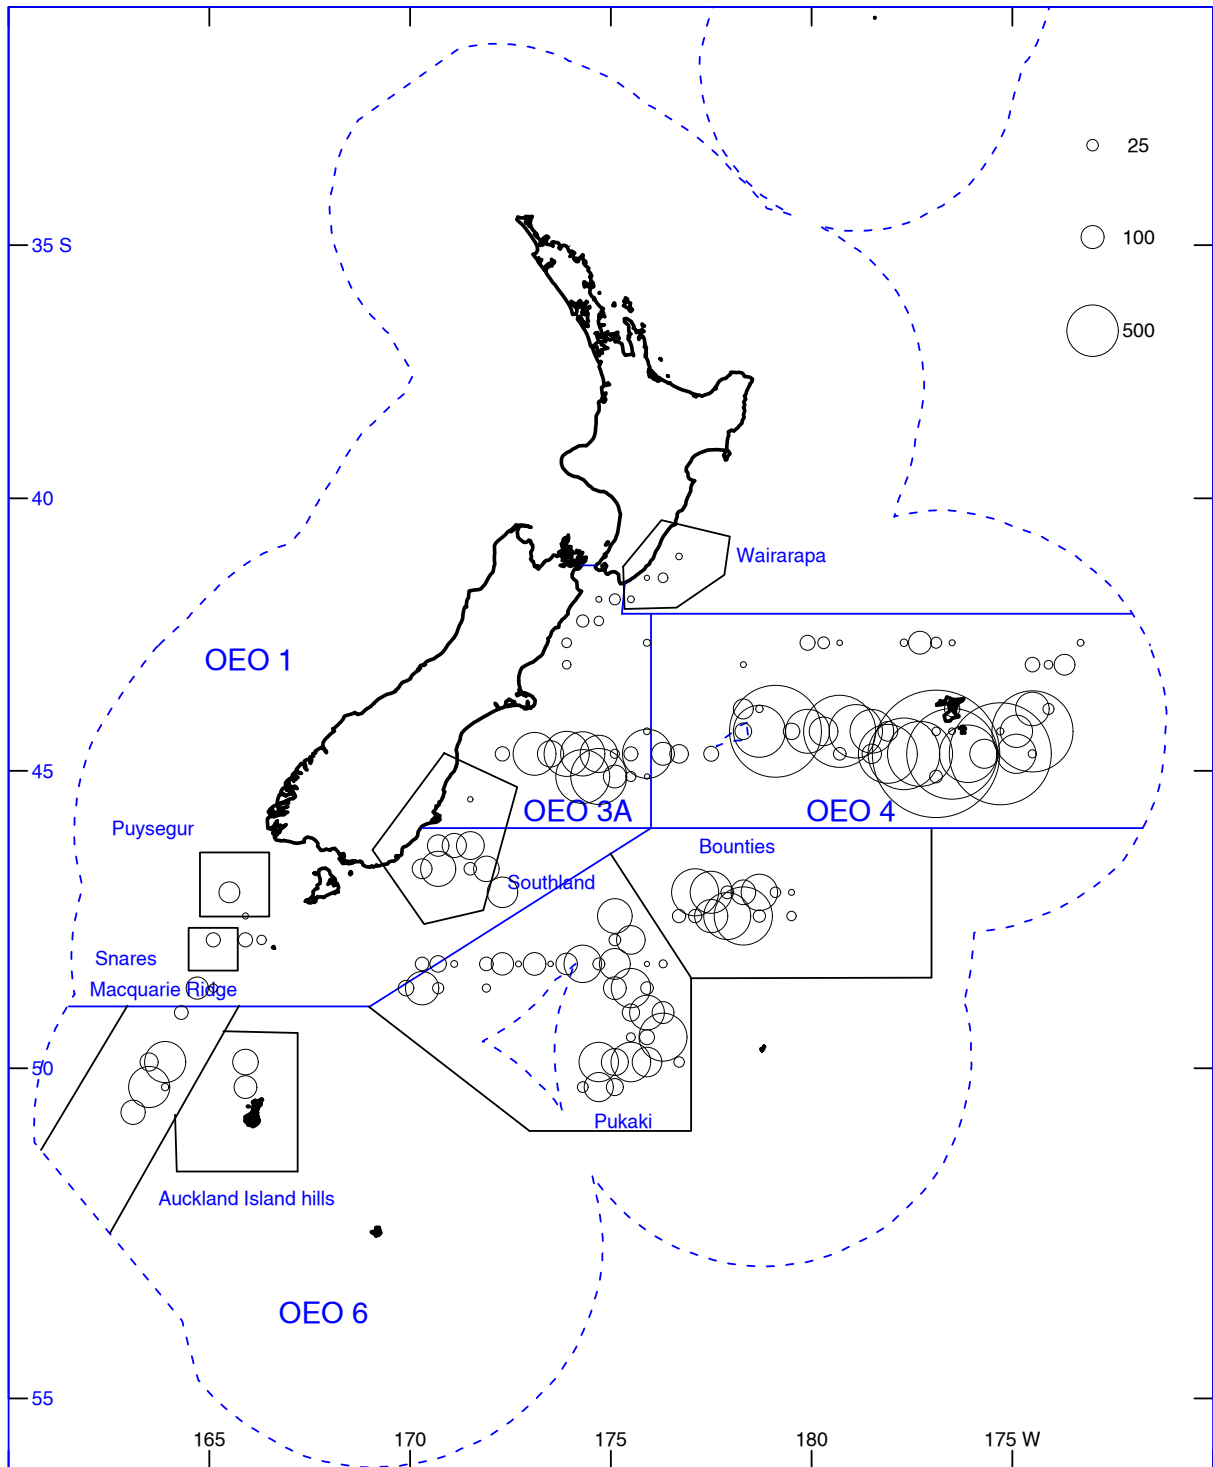 25
100
35 S
500
40
Wairarapa
OEO 1
45
OEO 3A
OEO 4
Puysegur
Bounties
Southland
Snares
Macquarie Ridge
50
Pukaki
Auckland Island hills
OEO 6
55
165
170
175
180
175 W